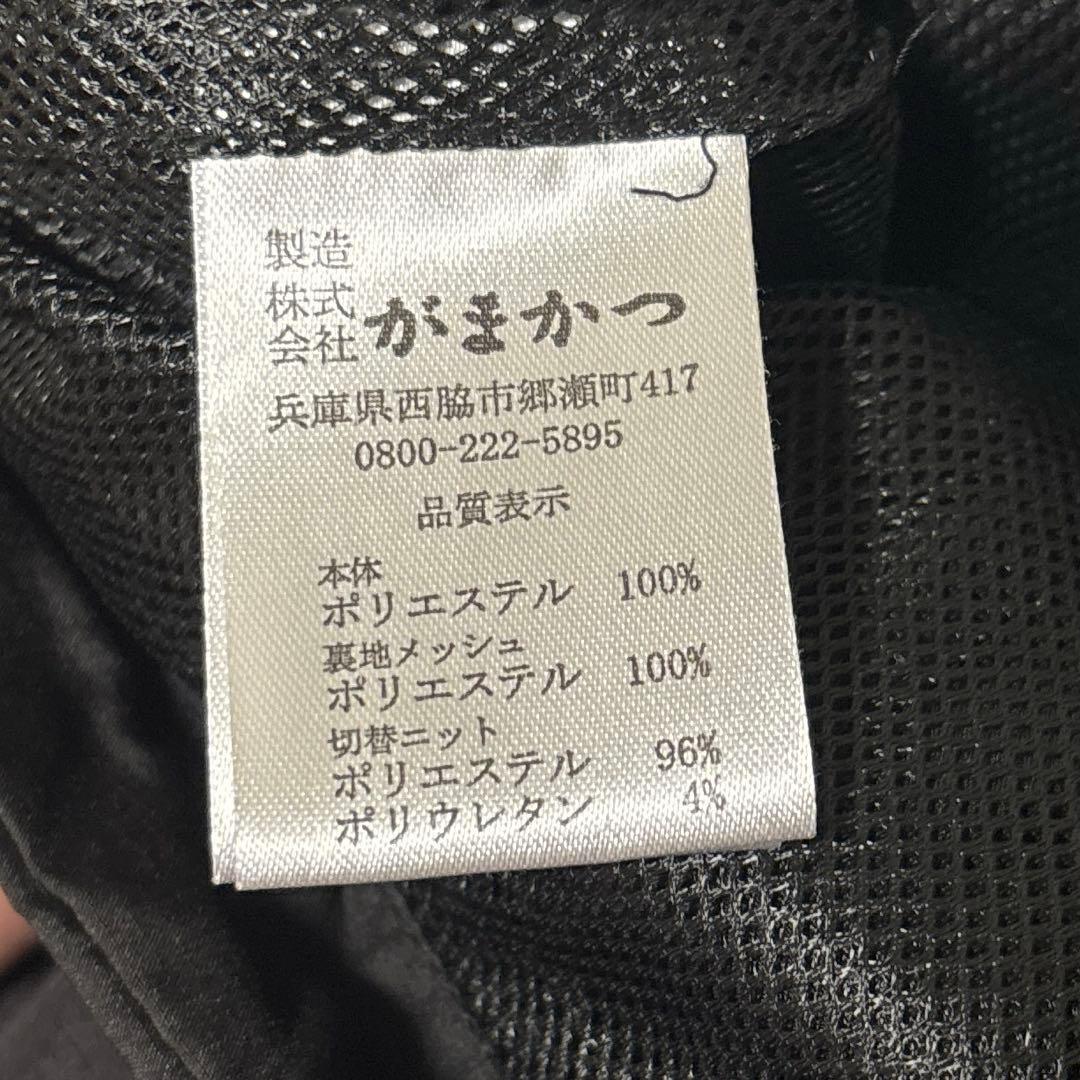 製造
株式
会社 がまかつ
兵庫県西脇市郷瀬町417
0800-222-5895
品質表示
本体
ポリエステル 100%
裏地メッシュ
ポリエステル 100%
切替ニット
ポリエステル 96%
ポリウレタン 4%